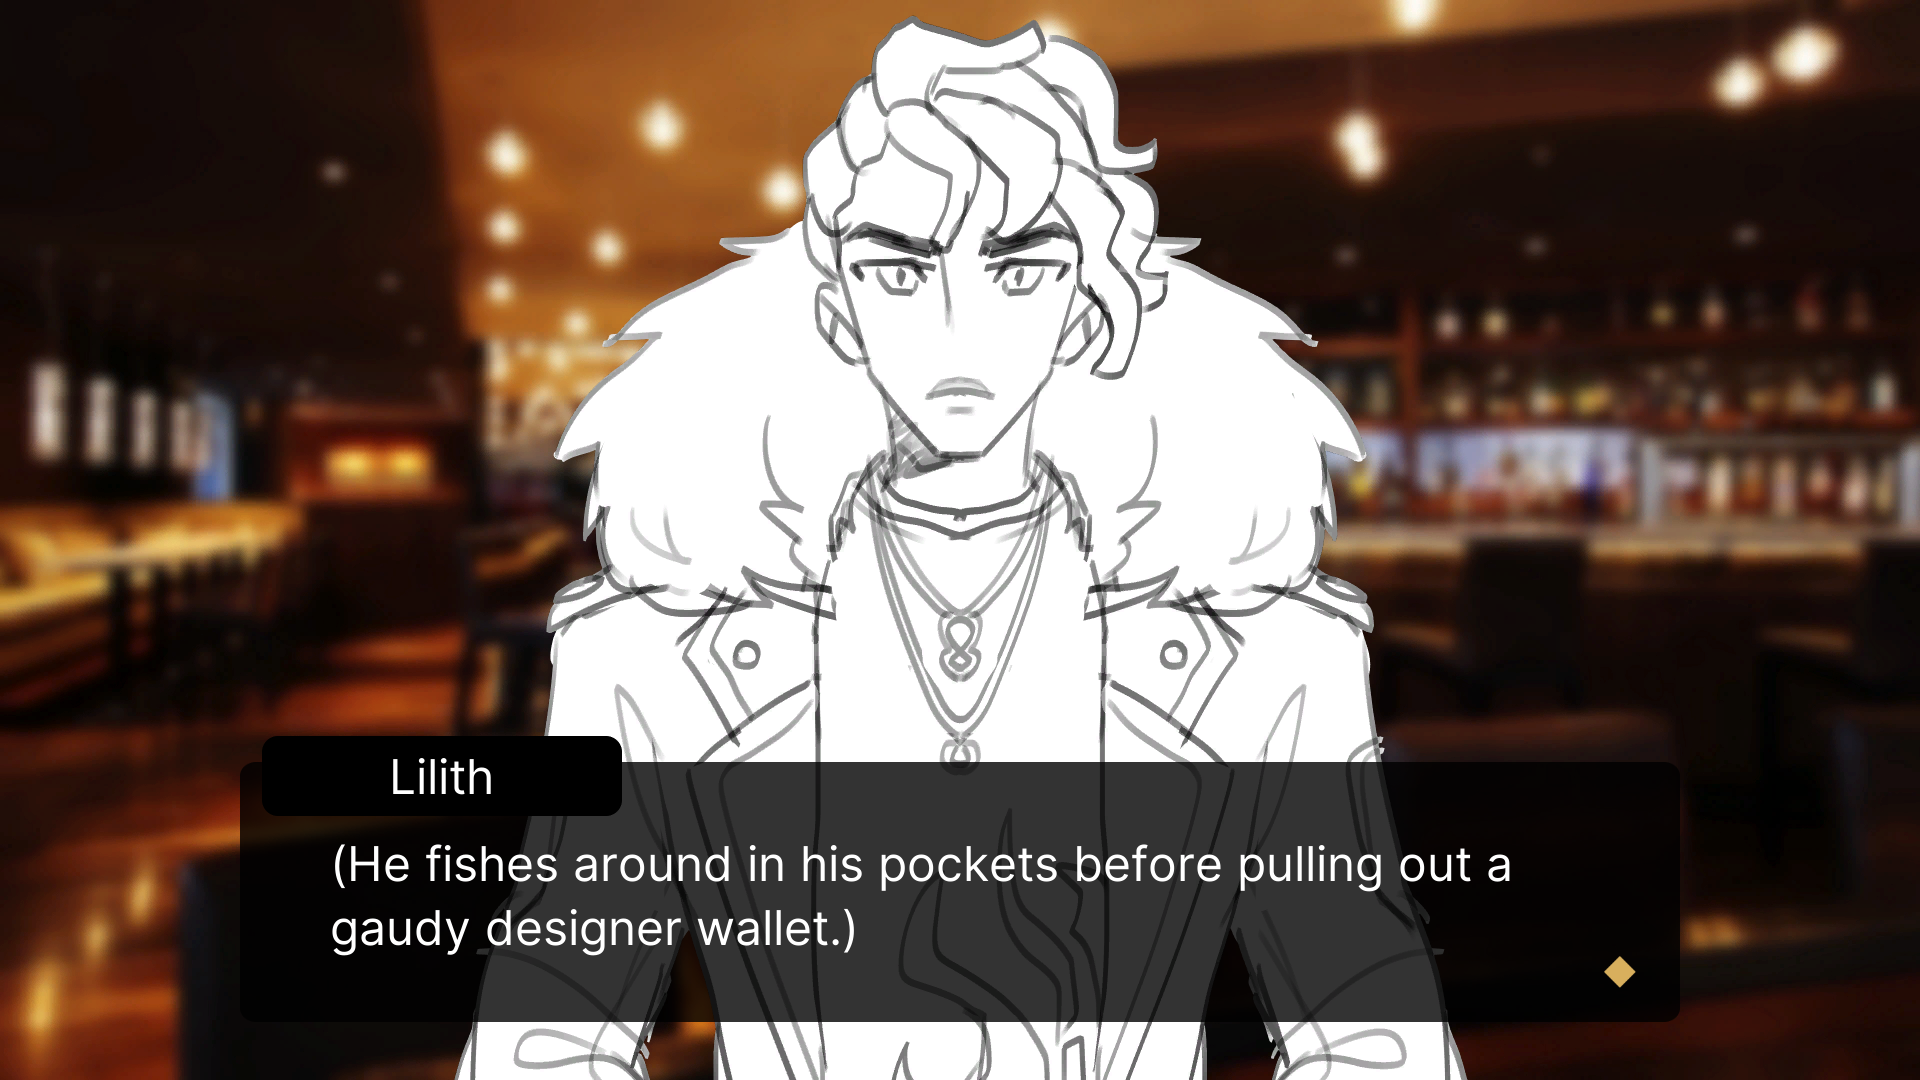 Lilith
(He fishes around in his pockets before pulling out a
gaudy designer wallet.)